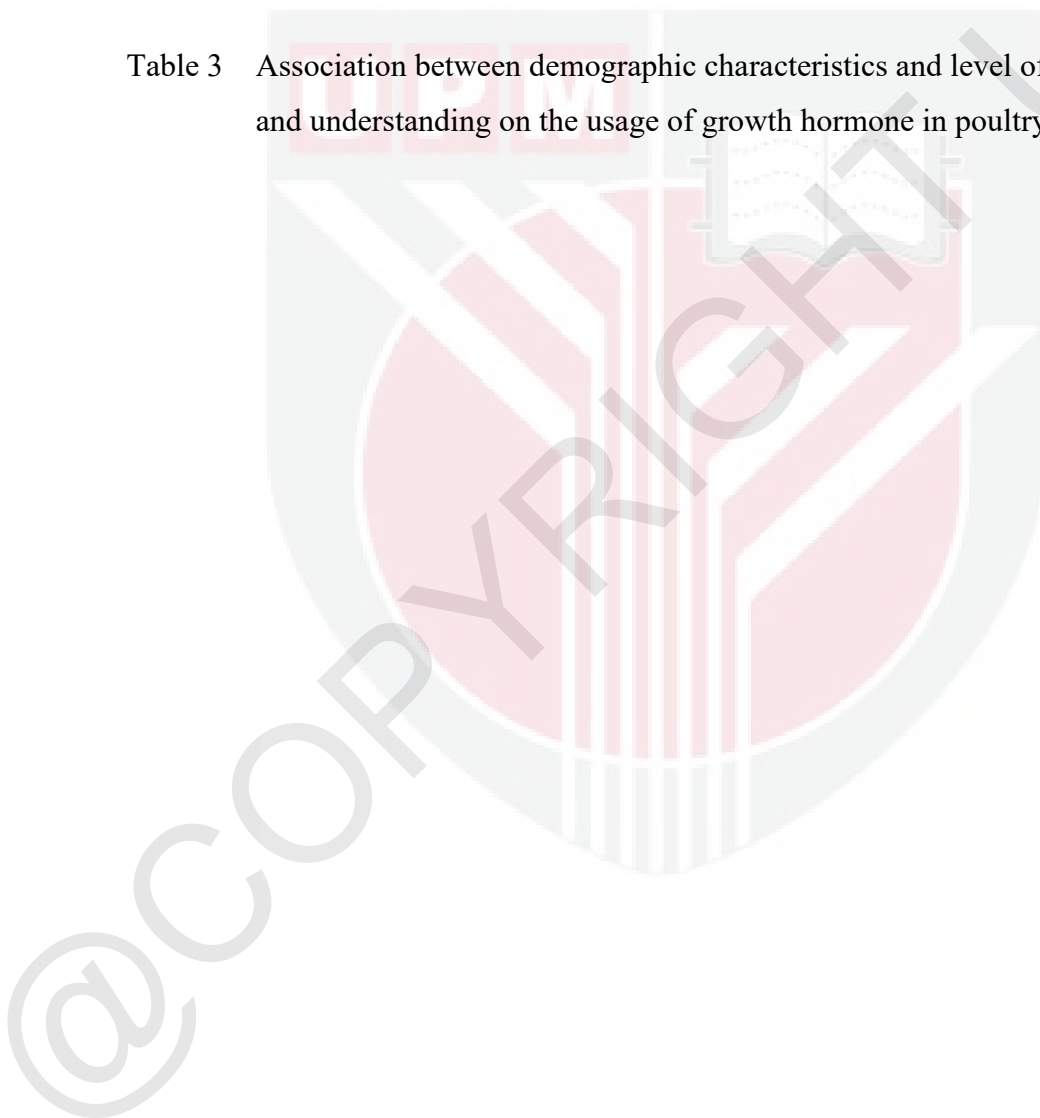 Table 3 Association between demographic characteristics and level of
and understanding on the usage of growth hormone in poultry
UPM
@COPYRIGHT U